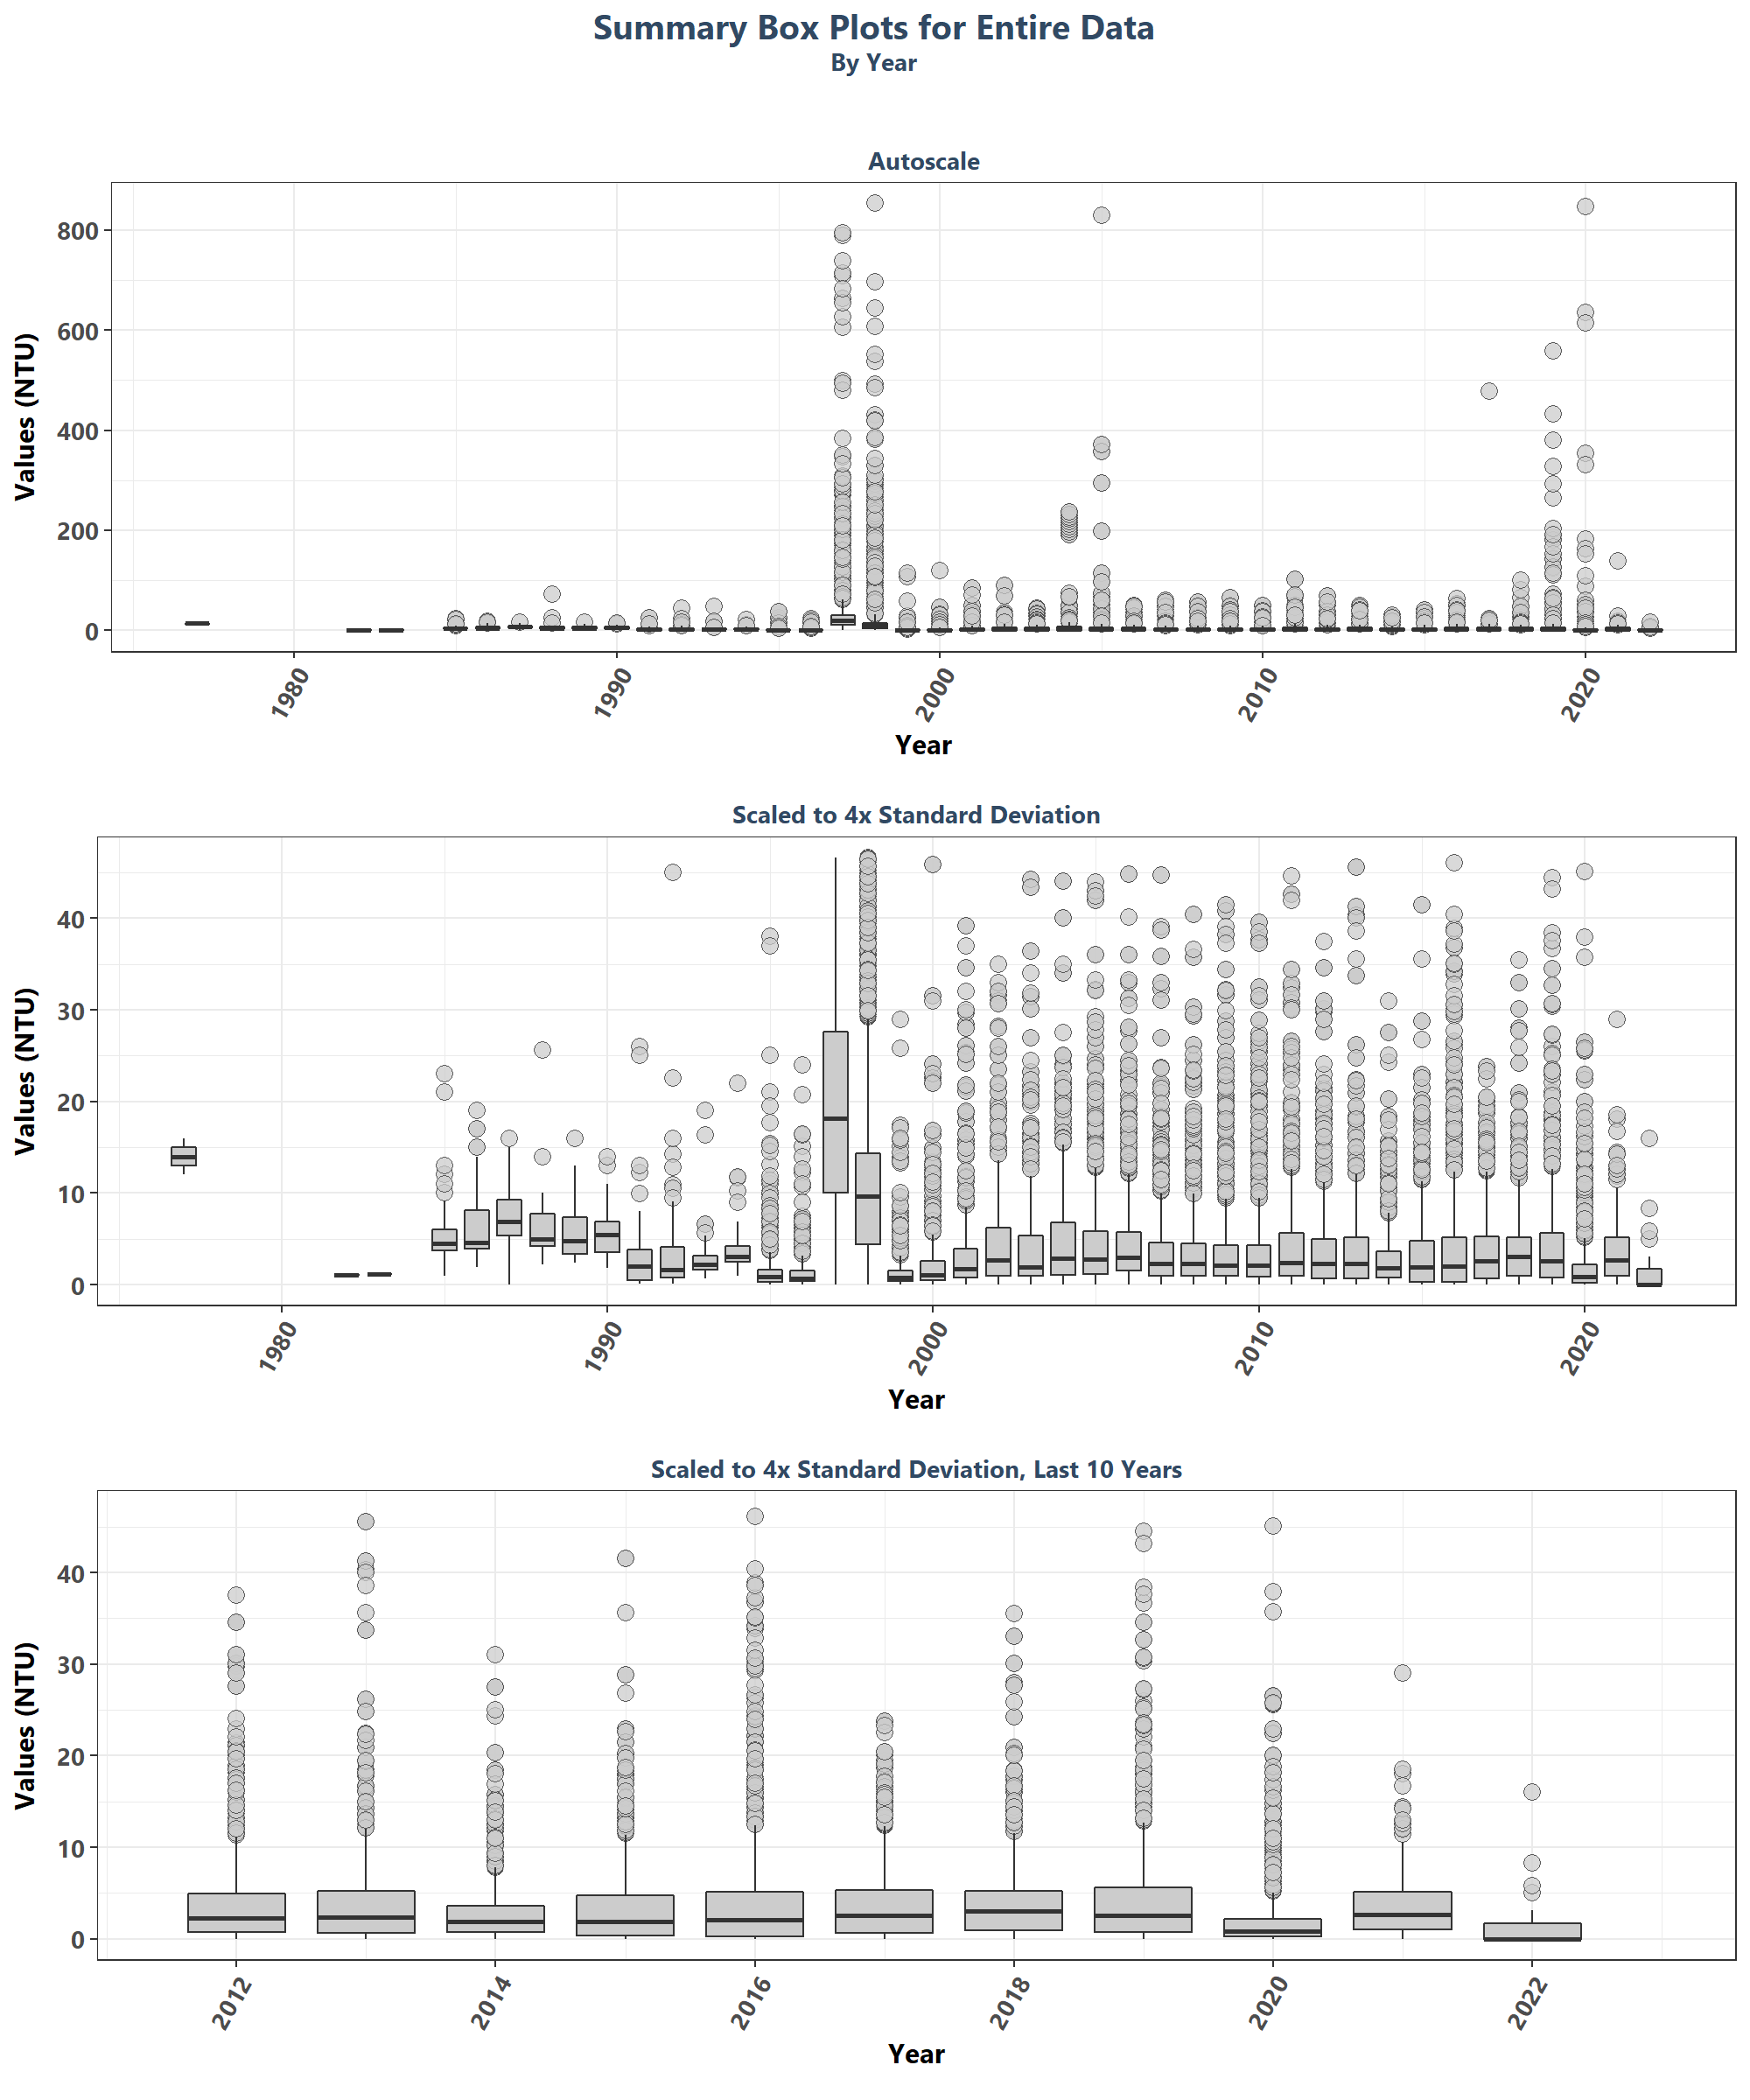 Summary Box Plots for Entire Data
By Year
Autoscale
Values (NTU)
800
600
400
200
0
1980
1990
2000
2010
2020
Year
Scaled to 4x Standard Deviation
Values (NTU)
40
30
20
10
0
1980
1990
2000
2010
2020
Year
Scaled to 4x Standard Deviation, Last 10 Years
Values (NTU)
40
30
20
10
0
2012
2014
2016
2018
2020
2022
Year